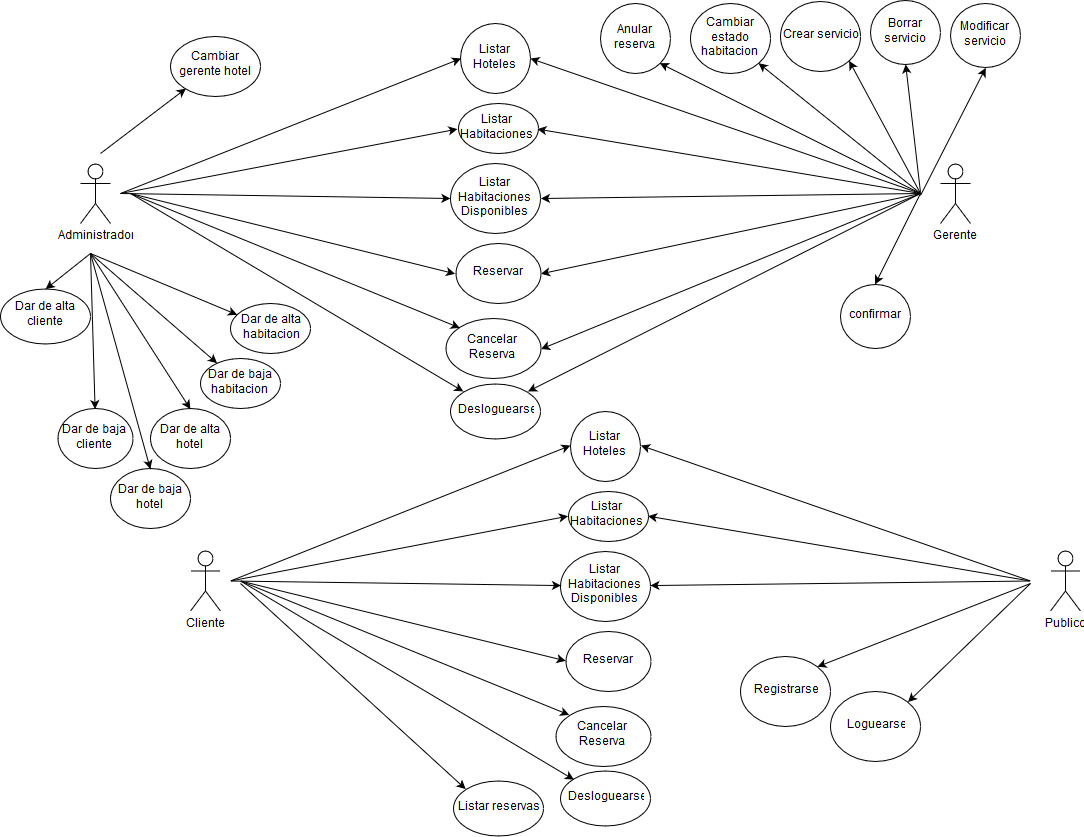 Cambiar
gerente hotel
Listar
Hoteles
Anular
reserva
Cambiar
estado
habitacion
Crear servicio
Borrar
servicio
Modificar
servicio
Listar
Habitaciones
Listar
Habitaciones
Disponibles
Administrador
Gerente
Reservar
Dar de alta
cliente
Dar de alta
habitacion
confirmar
Cancelar
Reserva
Dar de baja
habitacion
Desloguearse
Dar de baja
cliente
Dar de alta
hotel
Dar de baja
hotel
Listar
Hoteles
Listar
Habitaciones
Listar
Habitaciones
Disponibles
Cliente
Publico
Reservar
Registrarse
Loguearse
Cancelar
Reserva
Desloguearse
Listar reservas